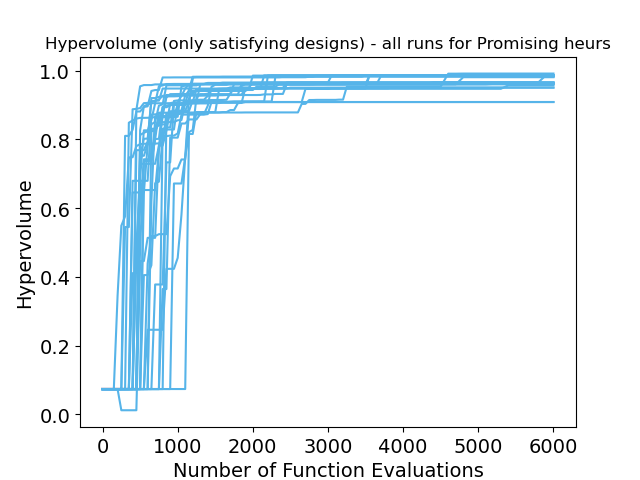 Hypervolume (only satisfying designs) - all runs for Promising heurs
1.0
0.8
0.6
0.4
0.2
0.0
Hypervolume
0 1000 2000 3000 4000 5000 6000
Number of Function Evaluations